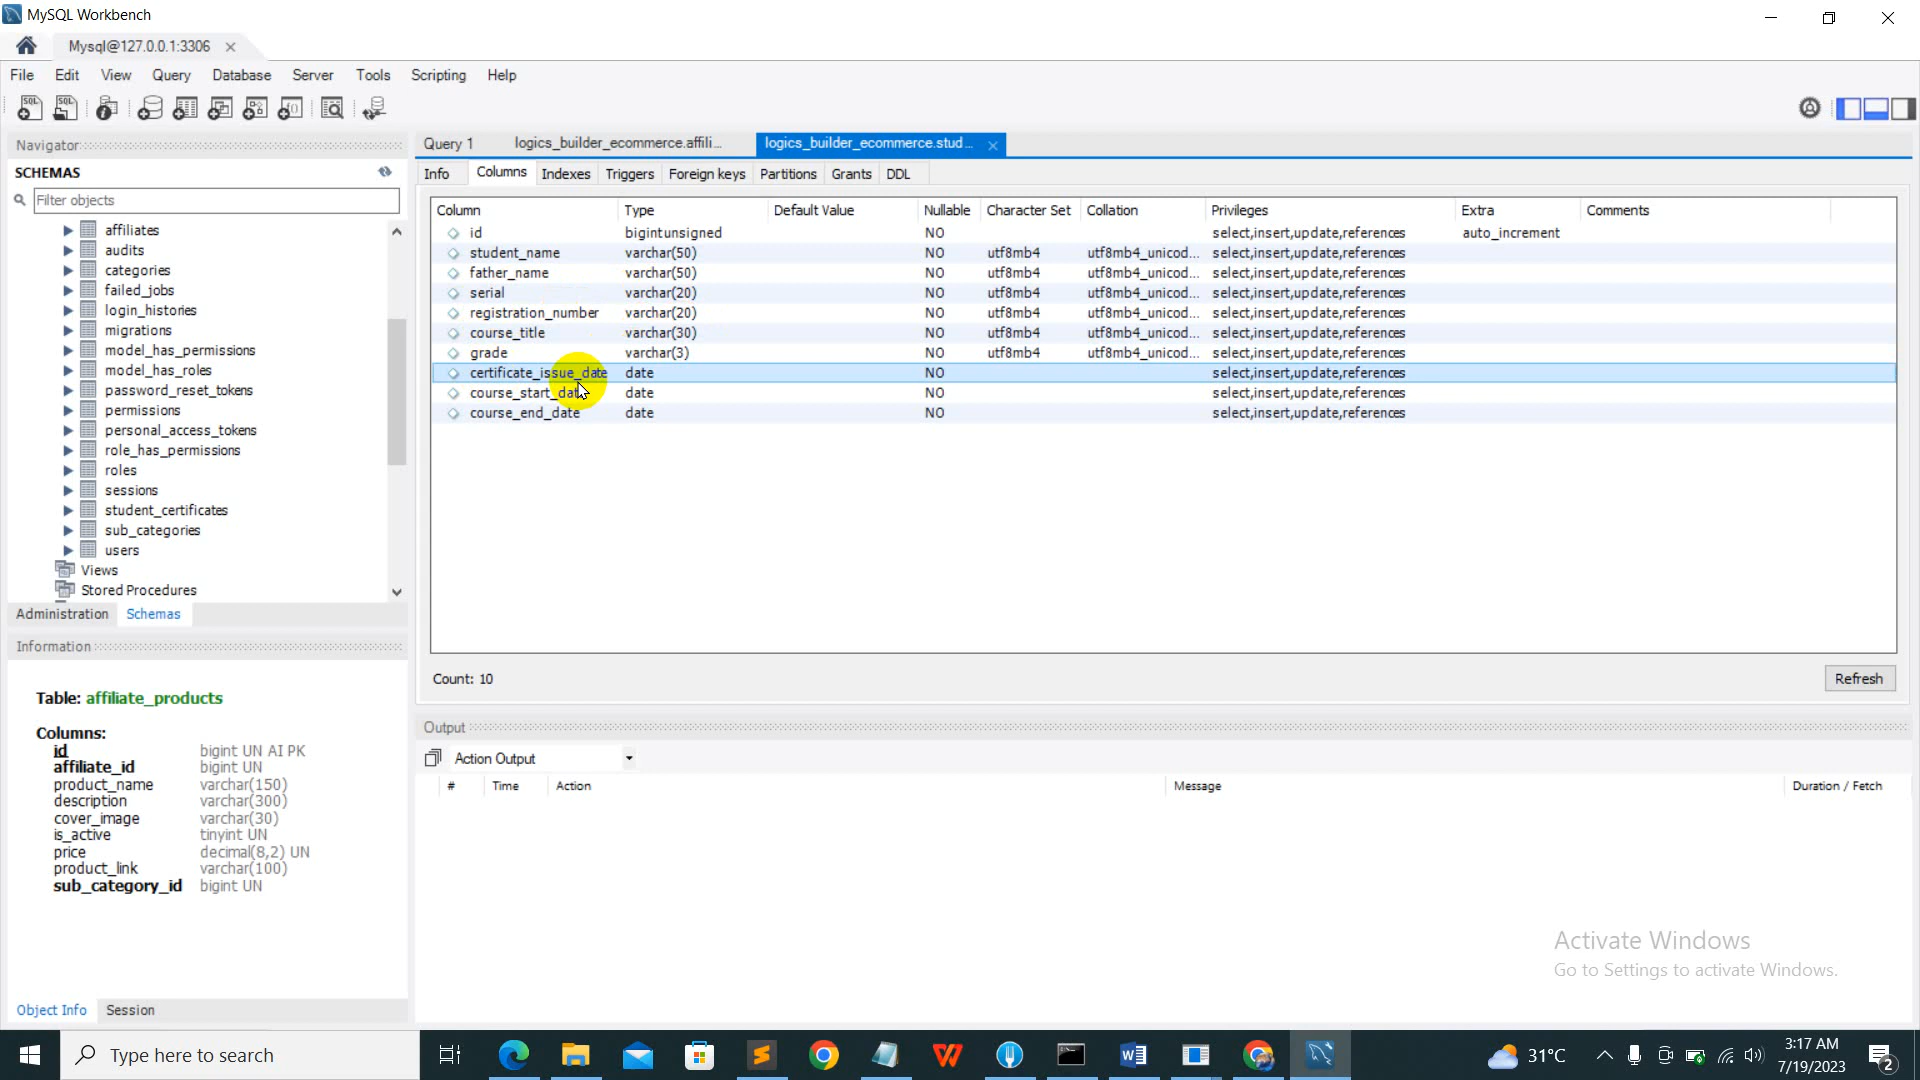 MySQL Workbench
Mysql@127.0.0.1:3306
File Edit View Query Database Server Tools Scripting Help
Navigator
SCHEMAS
Filter objects
affiliates
audits
categories
failed_jobs
login_histories
migrations
model_has_permissions
model_has_roles
password_reset_tokens
permissions
personal_access_tokens
role_has_permissions
roles
sessions
student_certificates
sub_categories
users
Views
Stored Procedures
Administration Schemas
Information
Table: affiliate_products
Columns:
id bigint UN AI PK
affiliate_id bigint UN
product_name varchar(150)
description varchar(300)
cover_image varchar(30)
is_active tinyint UN
price decimal(8,2) UN
product_link varchar(100)
sub_category_id bigint UN
Object Info Session
Query 1 logics_builder_ecommerce.affili... logics_builder_ecommerce.stud...
Info Columns Indexes Triggers Foreign keys Partitions Grants DDL
Column Type Default Value Nullable Character Set Collation Privileges Extra Comments
id bigintunsigned NO select,insert,update,references auto_increment
student_name varchar(50) NO utf8mb4 utf8mb4_unicod... select,insert,update,references
father_name varchar(50) NO utf8mb4 utf8mb4_unicod... select,insert,update,references
serial varchar(20) NO utf8mb4 utf8mb4_unicod... select,insert,update,references
registration_number varchar(20) NO utf8mb4 utf8mb4_unicod... select,insert,update,references
course_title varchar(30) NO utf8mb4 utf8mb4_unicod... select,insert,update,references
grade varchar(3) NO utf8mb4 utf8mb4_unicod... select,insert,update,references
certificate_issue_date date NO select,insert,update,references
course_start_date date NO select,insert,update,references
course_end_date date NO select,insert,update,references
Count: 10
Refresh
Output
Action Output
# Time Action Message Duration / Fetch
Activate Windows
Go to Settings to activate Windows.
Type here to search
31°C
3:17 AM
7/19/2023
2